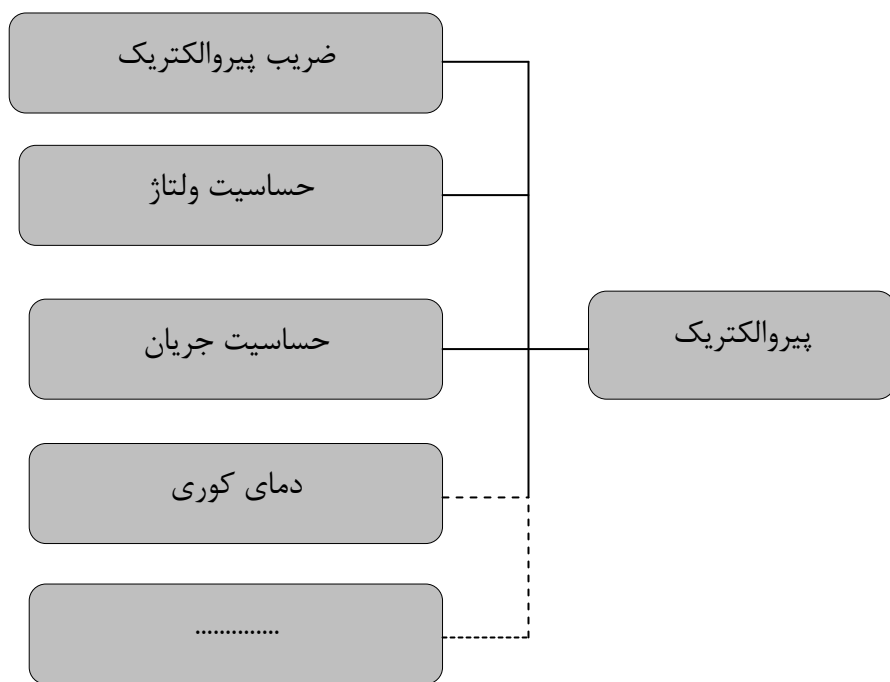 ضریب پیروالکتریک
حساسیت ولتاژ
حساسیت جریان
پیروالکتریک
دمای کوری
..............